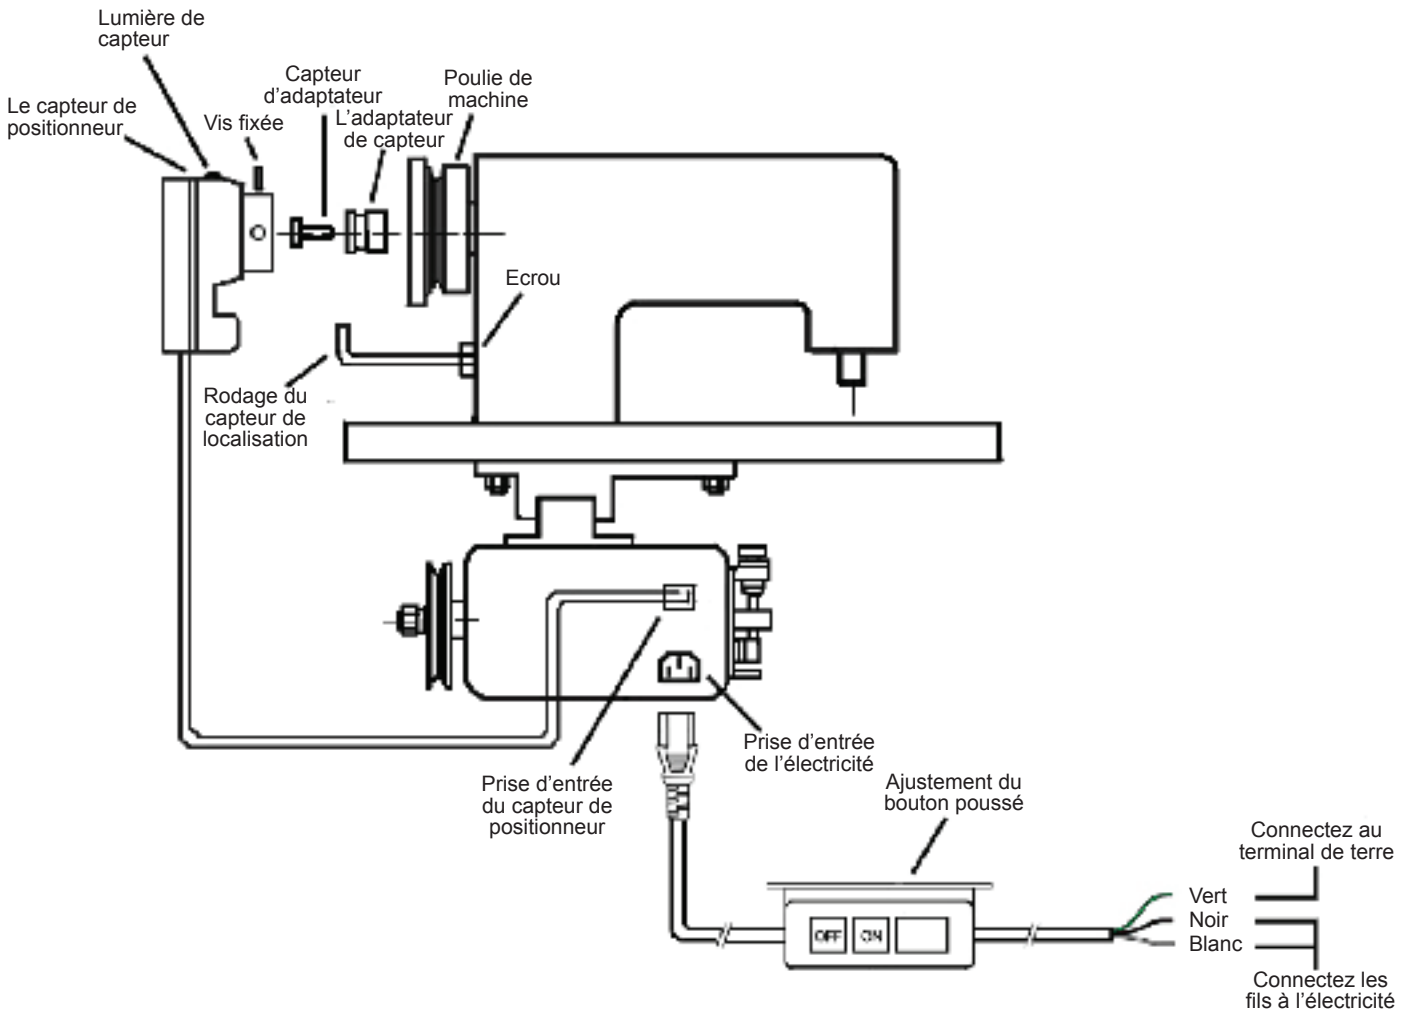 Lumière de
capteur
Capteur
d'adaptateur
Poulie de
machine
Le capteur de
positionneur
Vis fixée
L'adaptateur
de capteur
Ecrou
Rodage du
capteur de
localisation
Prise d'entrée
de l'électricité
Prise d'entrée
du capteur de
positionneur
Ajustement du
bouton poussé
Connectez au
terminal de terre
Vert
Noir
Blanc
OFF
ON
Connectez les
fils à l'électricité